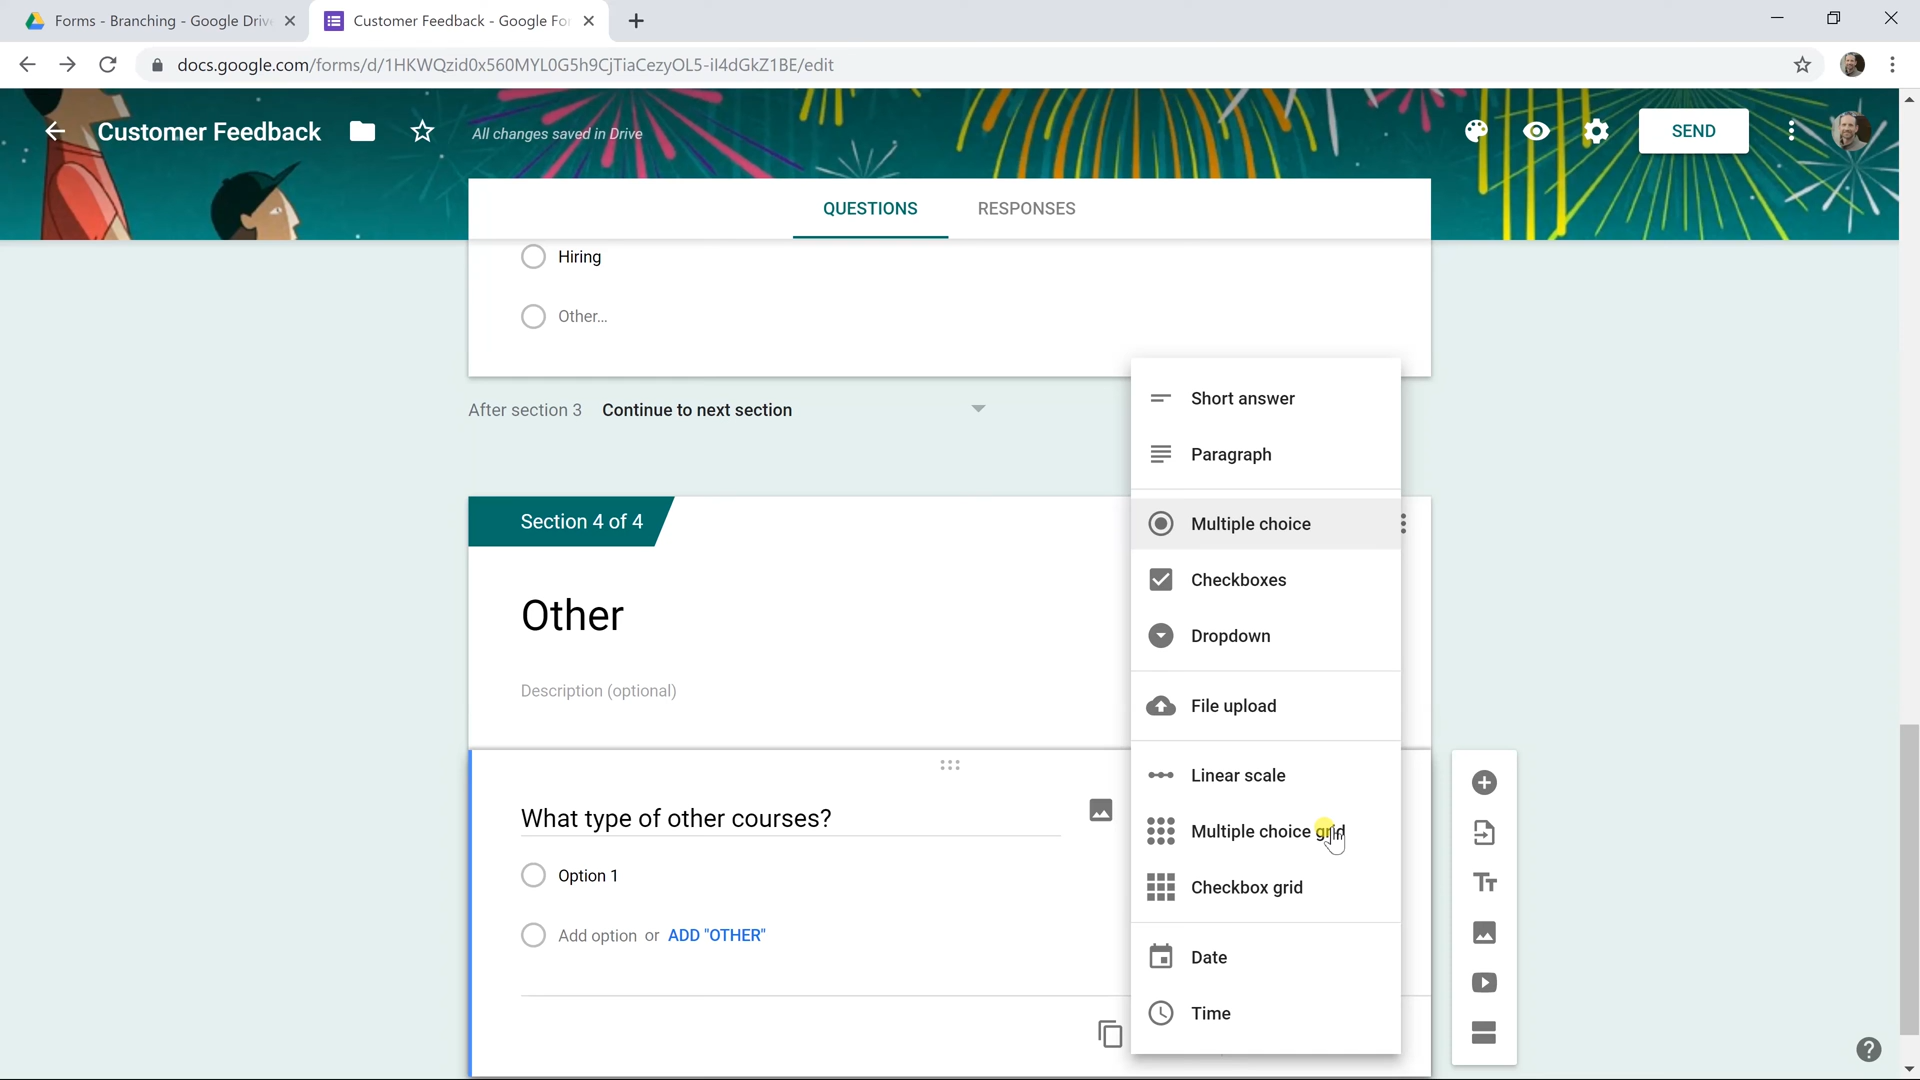 Forms - Branching - Google Driv
Customer Feedback - Google For
docs.google.com/forms/d/1HKWQzid0x560MYL0G5h9CjTiaCezyOL5-il4dGkZ1BE/edit
Customer Feedback
All changes saved in Drive
SEND
QUESTIONS
RESPONSES
Hiring
Other...
After section 3 Continue to next section
Section 4 of 4
Other
Description (optional)
What type of other courses?
Option 1
Add option or ADD "OTHER"
Short answer
Paragraph
Multiple choice
Checkboxes
Dropdown
File upload
Linear scale
Multiple choice grid
Checkbox grid
Date
Time